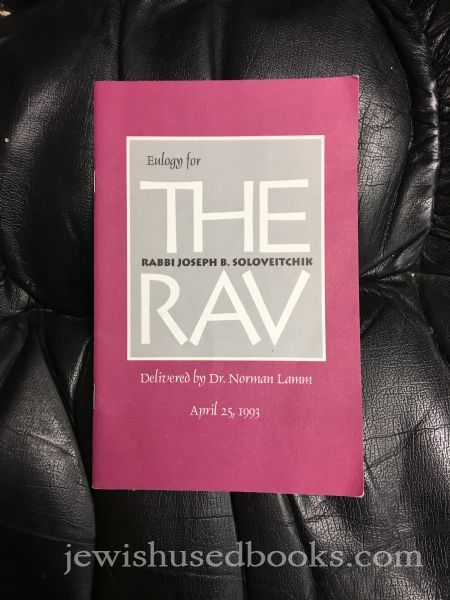 Eulogy for
THE
RABBI JOSEPH B. SOLOVEITCHIK
RAV
Delivered by Dr. Norman Lamm
April 25, 1993
jewishusedbooks.com